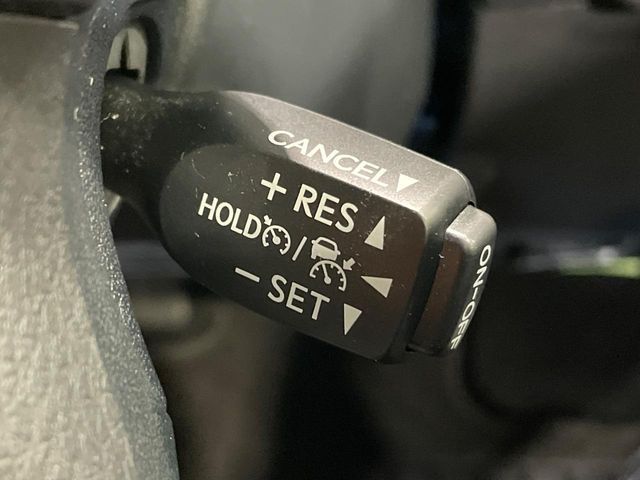 CANCEL▼
+ RES ▲
HOLD /
– SET ▼
ON-OFF